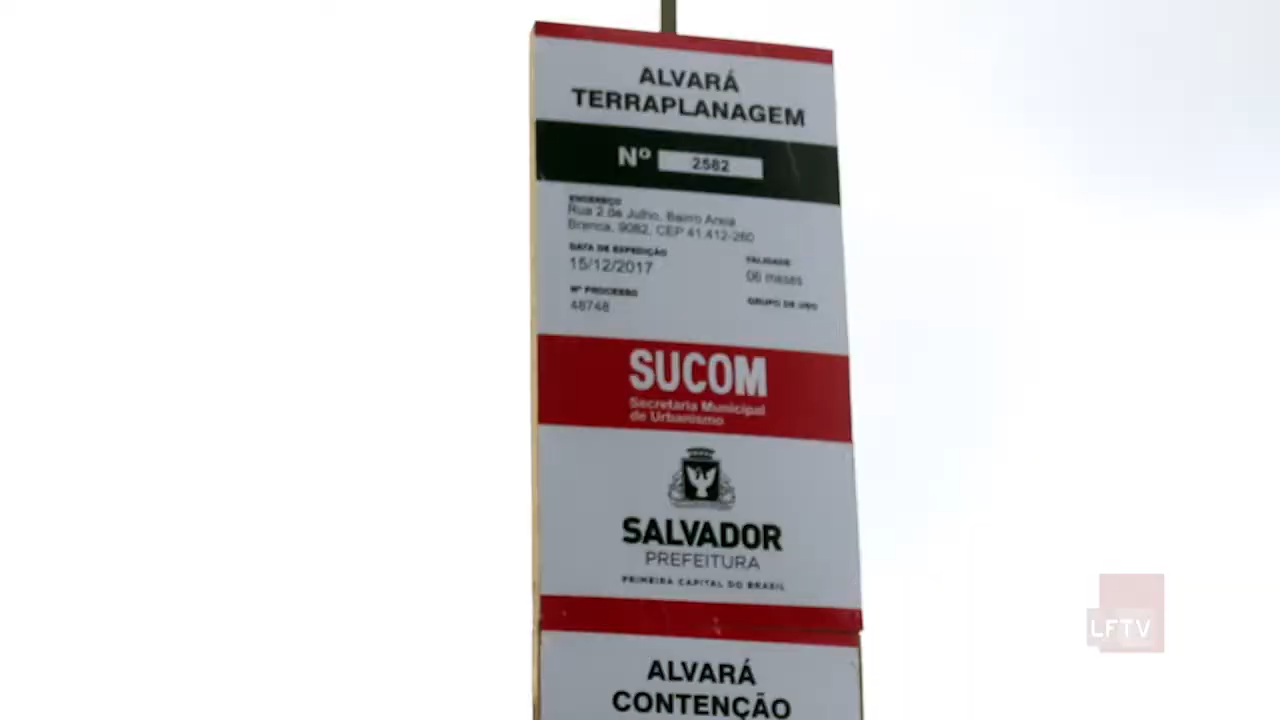 ALVARÁ
TERRAPLANAGEM
Nº 2582
ENDEREÇO
Rua 2 de Julho, Bairro Areia
Branca, 9082, CEP 41.412-260
DATA DE EXPEDIÇÃO
15/12/2017
VALIDADE
06 meses
Nº PROCESSO
48748
GRUPO DE USO
SUCOM
Secretaria Municipal
de Urbanismo
SALVADOR
PREFEITURA
PRIMEIRA CAPITAL DO BRASIL
ALVARÁ
CONTENÇÃO
LFTV